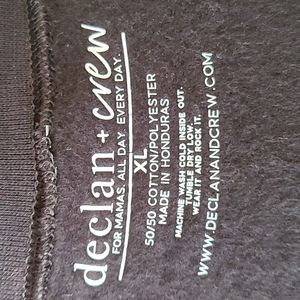 declan + crew
FOR MAMAS. ALL DAY. EVERY DAY.
XL
50/50 COTTON/POLYESTER
MADE IN HONDURAS
MACHINE WASH COLD INSIDE OUT.
TUMBLE DRY LOW.
WEAR IT AND ROCK IT.
WWW.DECLANANDCREW.COM